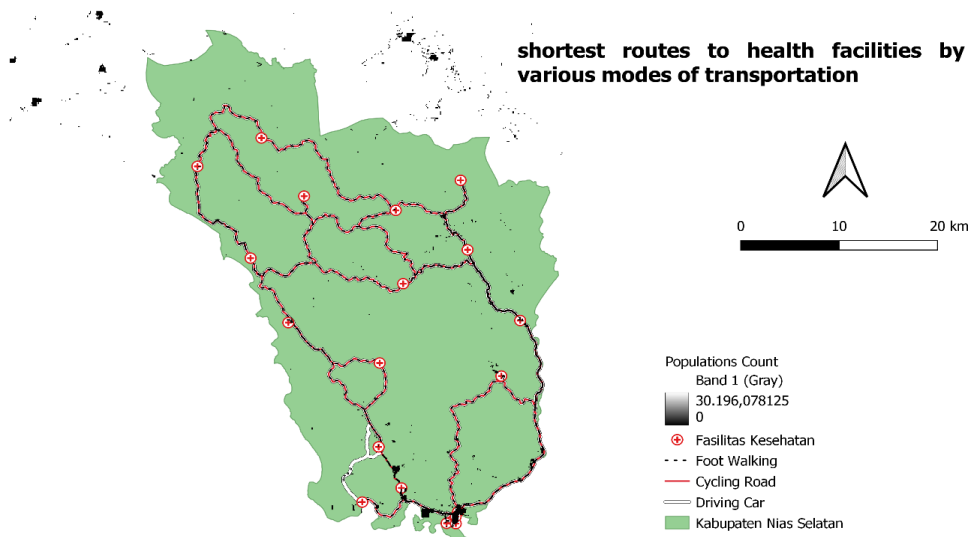 shortest routes to health facilities by
various modes of transportation
0 10 20 km
Populations Count
Band 1 (Gray)
30.196,078125
0
Fasilitas Kesehatan
Foot Walking
Cycling Road
Driving Car
Kabupaten Nias Selatan